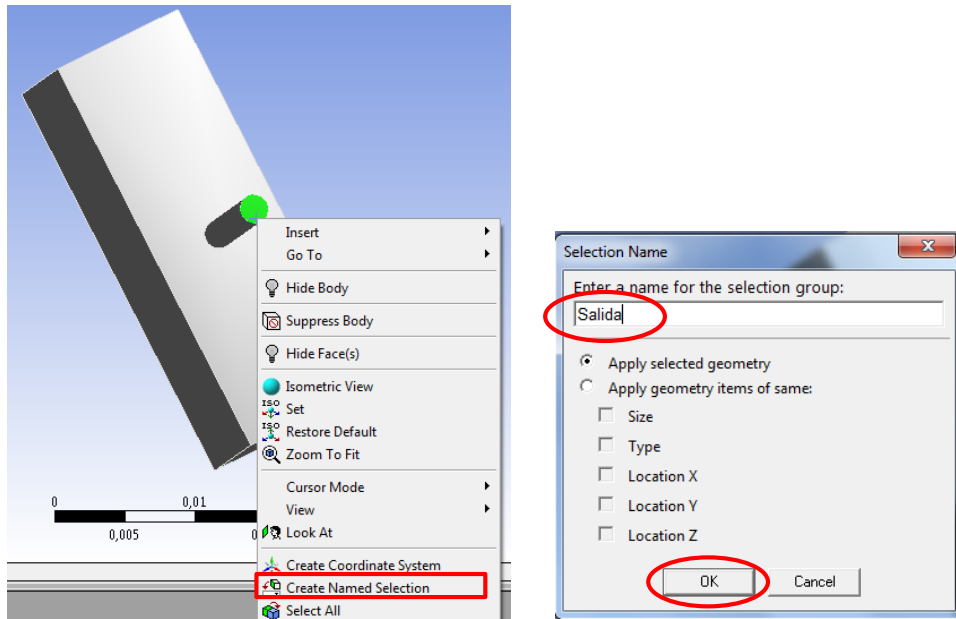 Insert
Go To
Hide Body
Suppress Body
Hide Face(s)
Isometric View
ISO Set
ISO Restore Default
Zoom To Fit
Cursor Mode
View
Look At
Create Coordinate System
Create Named Selection
Select All
0 0,01
0,005 0
Selection Name
Enter a name for the selection group:
Salida
Apply selected geometry
Apply geometry items of same:
Size
Type
Location X
Location Y
Location Z
OK Cancel